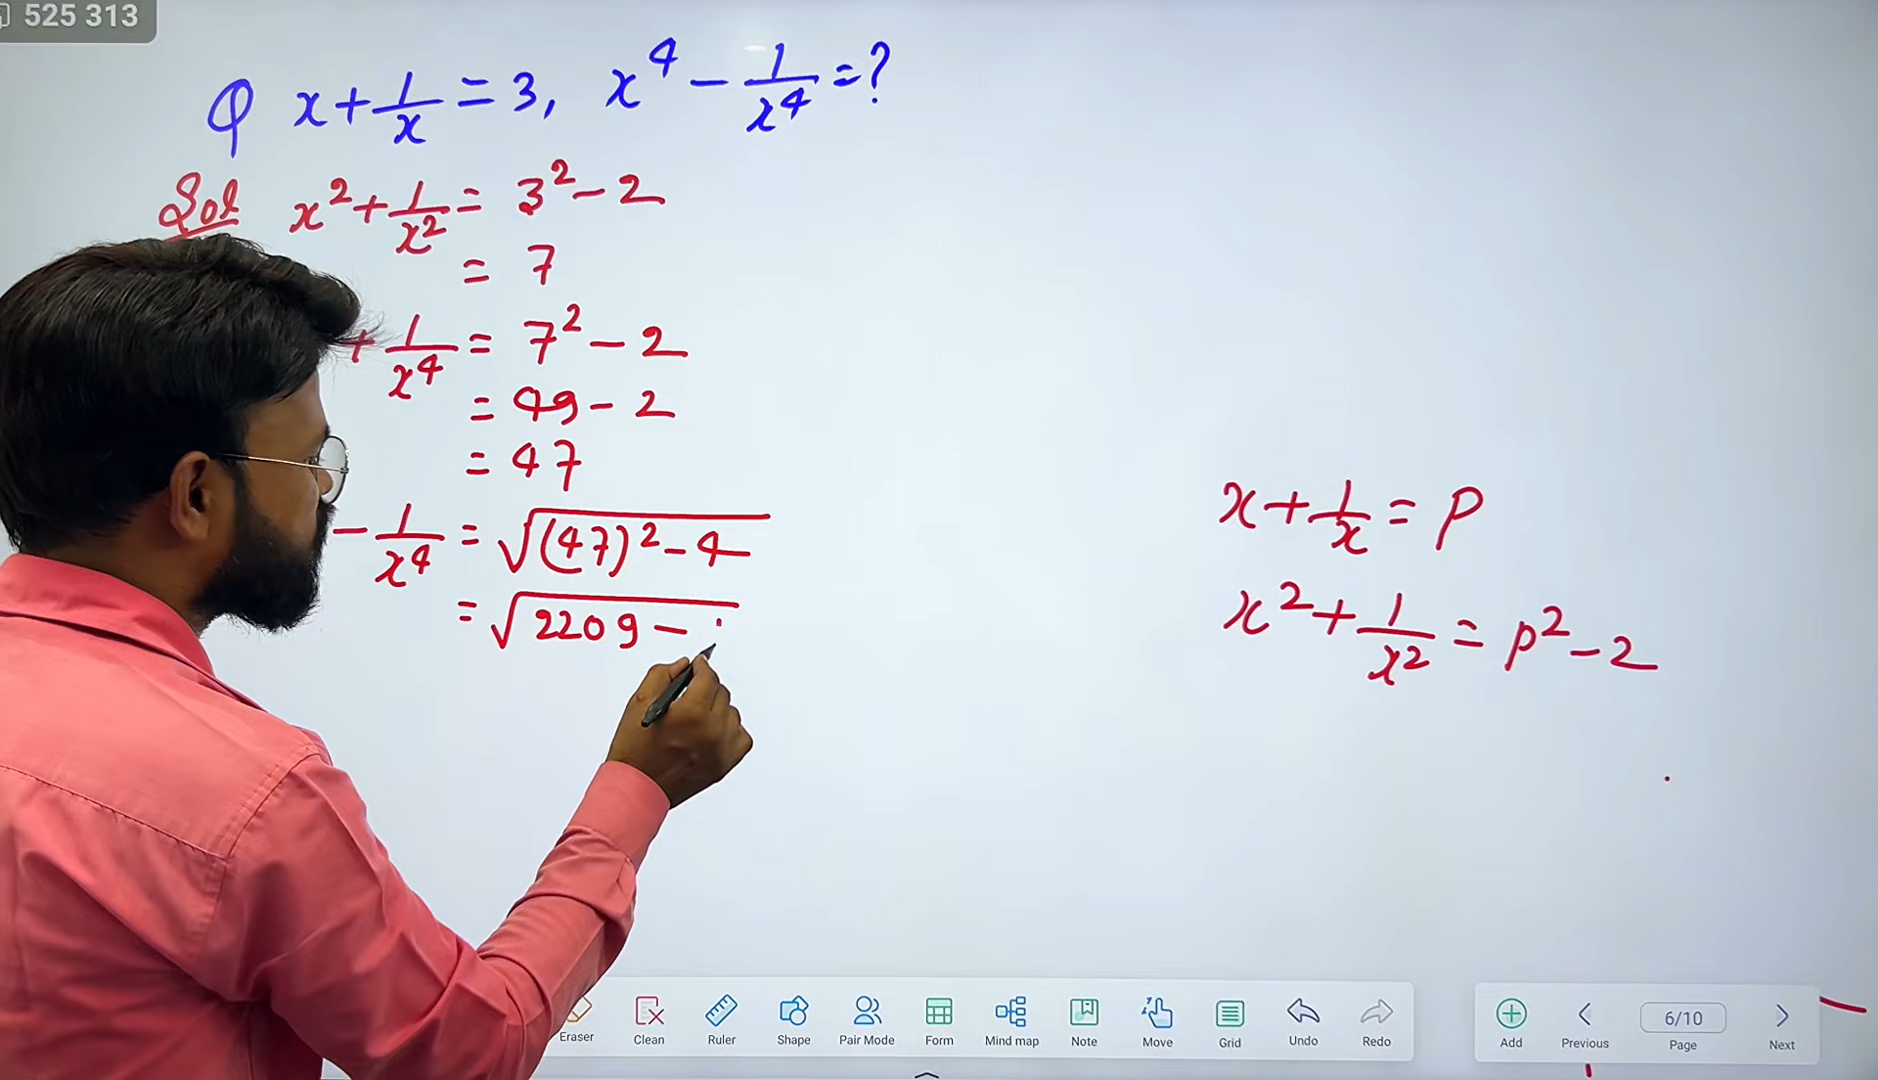 525 313
Q x + 1/x = 3, x⁴ - 1/x⁴ = ?
Sol x² + 1/x² = 3² - 2
= 7
+ 1/x⁴ = 7² - 2
= 49 - 2
= 47
- 1/x⁴ = √((47)² - 4)
= √(2209 -
x + 1/x = p
x² + 1/x² = p² - 2
Eraser Clean Ruler Shape Pair Mode Form Mind map Note Move Grid Undo Redo
Add Previous 6/10 Page Next